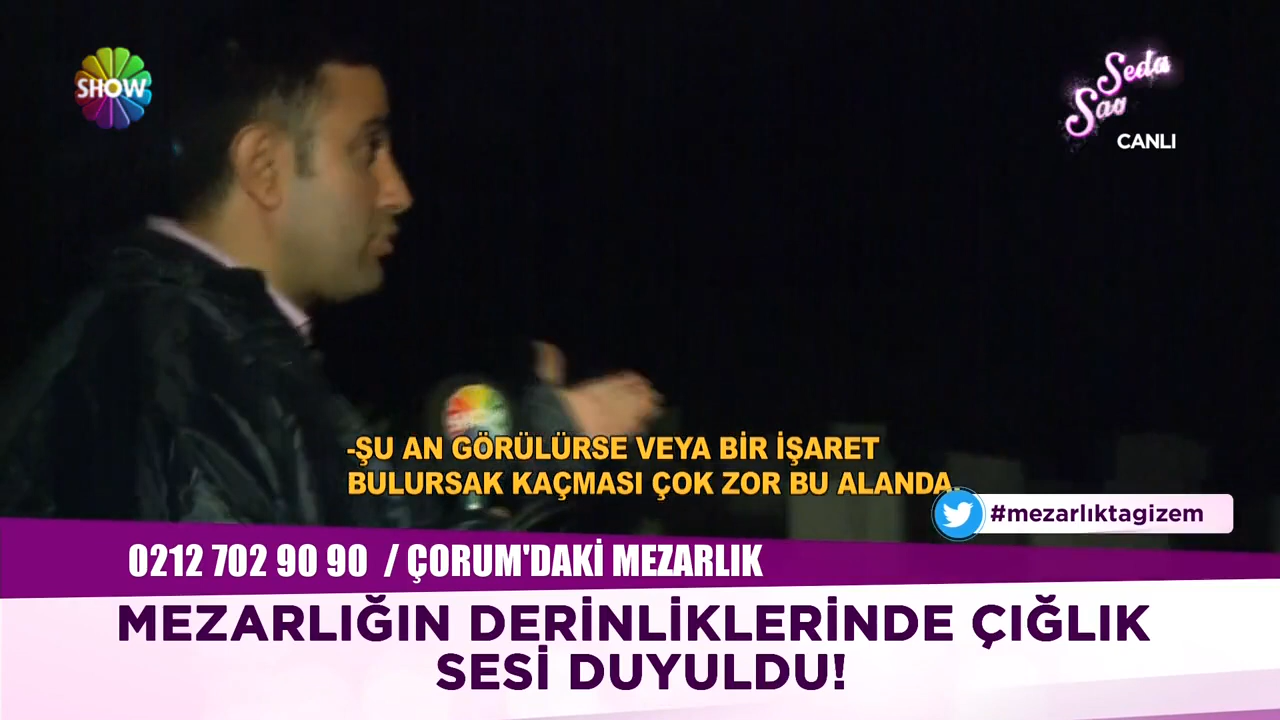 SHOW
Seda
Sao
CANLI
-ŞU AN GÖRÜLÜRSE VEYA BİR İŞARET
BULURSAK KAÇMASI ÇOK ZOR BU ALANDA.
#mezarlıktagizem
0212 702 90 90 / ÇORUM'DAKİ MEZARLIK
MEZARLIĞIN DERİNLİKLERİNDE ÇIĞLIK
SESİ DUYULDU!